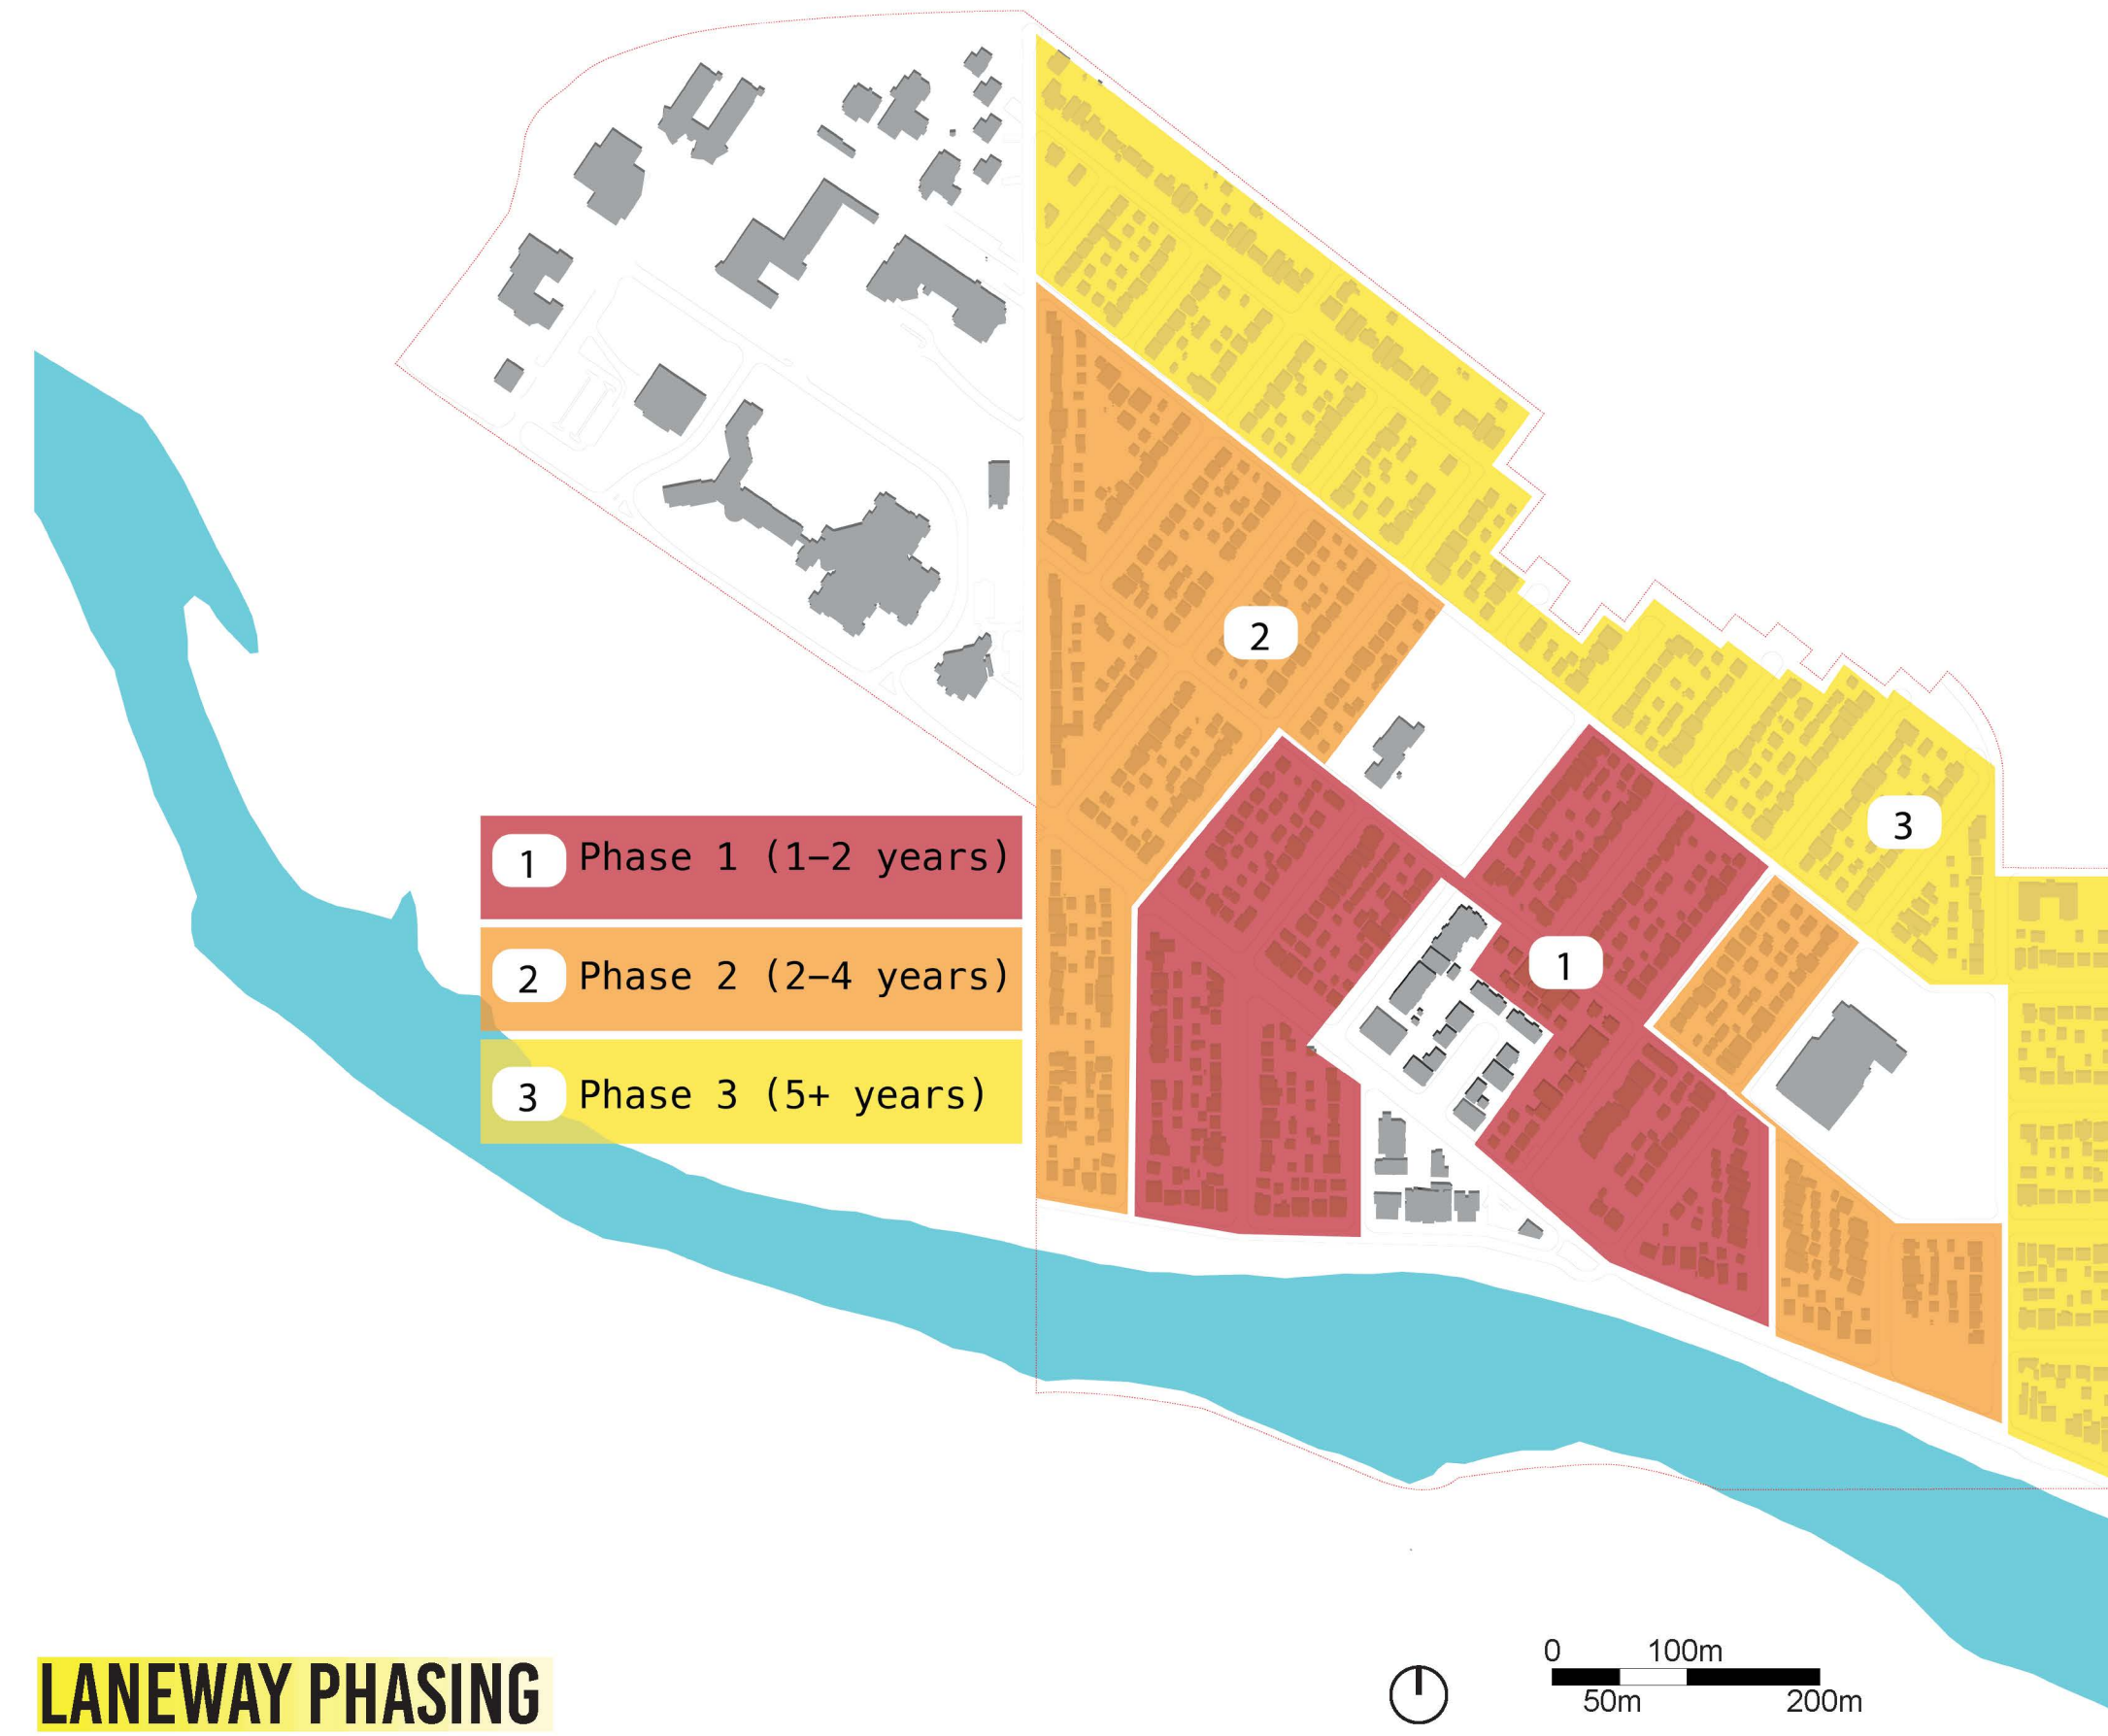 2
3
1
1 Phase 1 (1–2 years)
2 Phase 2 (2–4 years)
3 Phase 3 (5+ years)
LANEWAY PHASING
0 100m
50m 200m